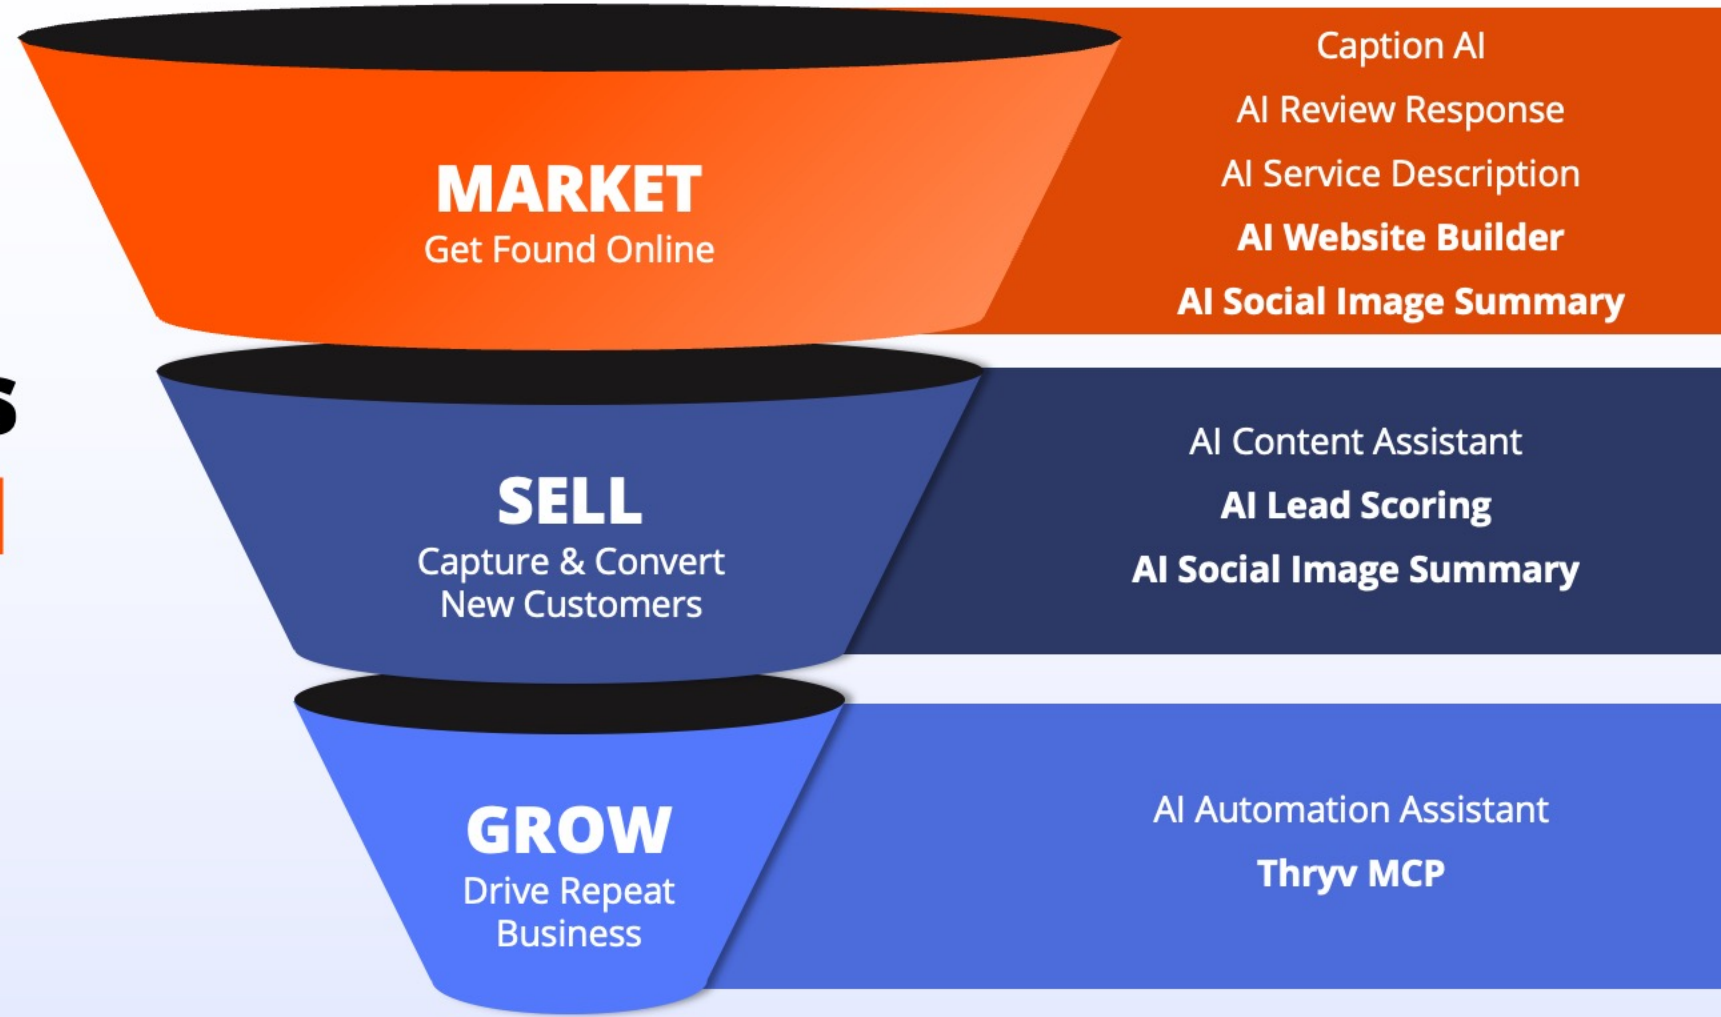 MARKET
Get Found Online
Caption AI
AI Review Response
AI Service Description
AI Website Builder
AI Social Image Summary
SELL
Capture & Convert
New Customers
AI Content Assistant
AI Lead Scoring
AI Social Image Summary
GROW
Drive Repeat
Business
AI Automation Assistant
Thryv MCP